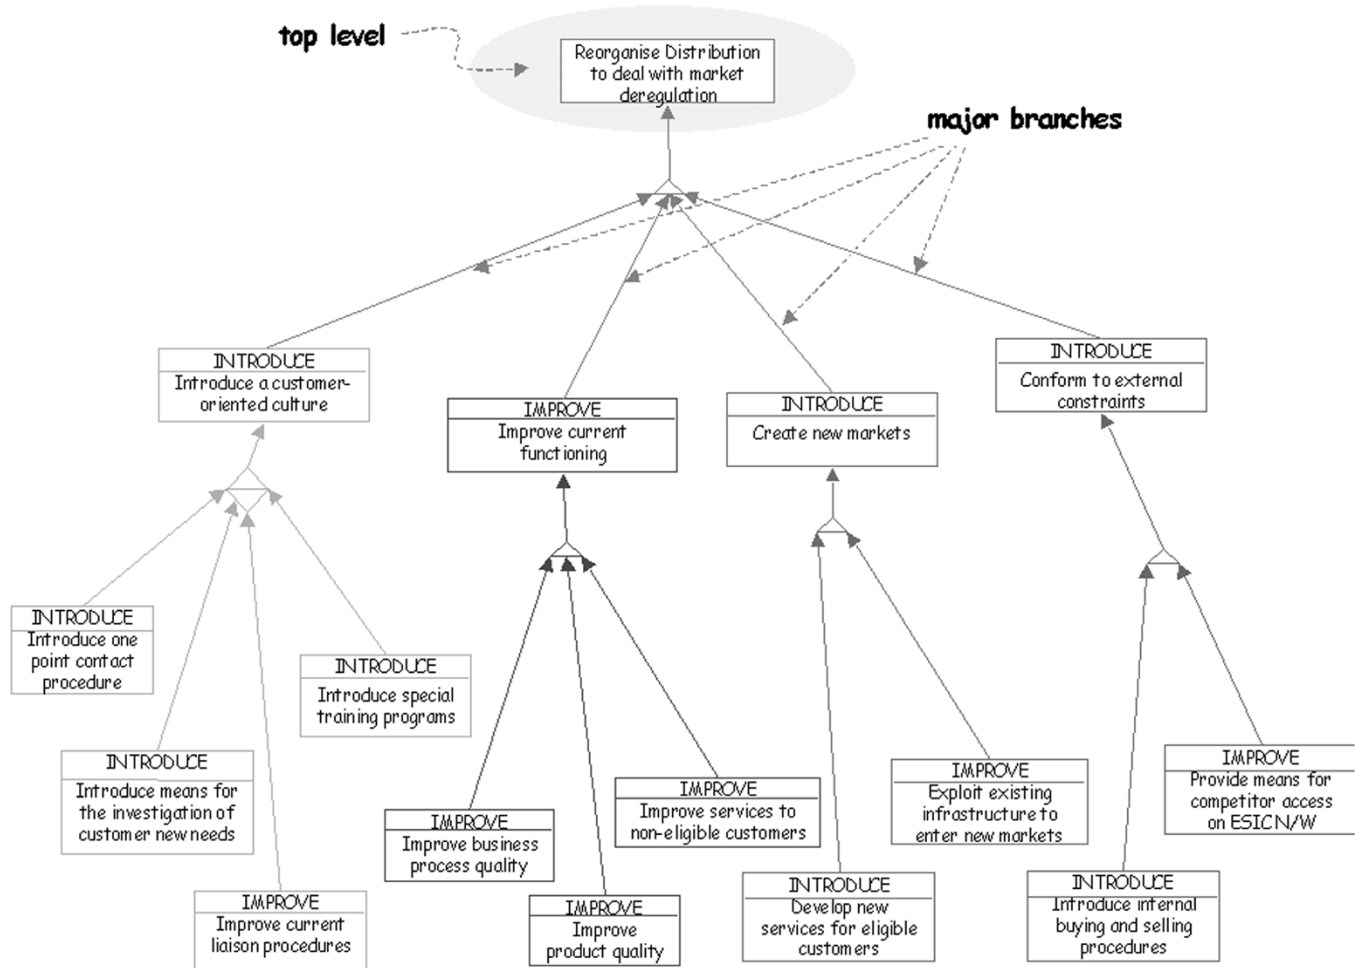 top level
Reorganise Distribution
to deal with market
deregulation
major branches
INTRODUCE
Introduce a customer-
oriented culture
IMPROVE
Improve current
functioning
INTRODUCE
Create new markets
INTRODUCE
Conform to external
constraints
INTRODUCE
Introduce one
point contact
procedure
INTRODUCE
Introduce special
training programs
INTRODUCE
Introduce means for
the investigation of
customer new needs
IMPROVE
Improve current
liaison procedures
IMPROVE
Improve business
process quality
IMPROVE
Improve services to
non-eligible customers
IMPROVE
Improve
product quality
IMPROVE
Exploit existing
infrastructure to
enter new markets
INTRODUCE
Develop new
services for eligible
customers
IMPROVE
Provide means for
competitor access
on ESICN/W
INTRODUCE
Introduce internal
buying and selling
procedures